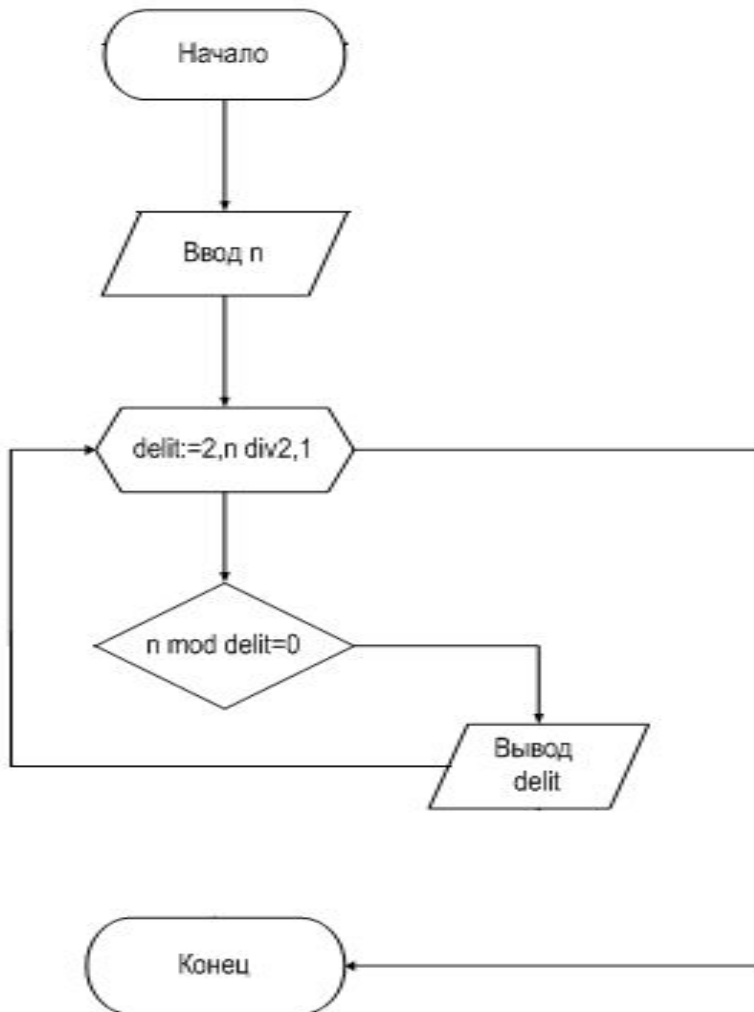 Начало
Ввод n
delit:=2,n div2,1
n mod delit=0
Вывод
delit
Конец